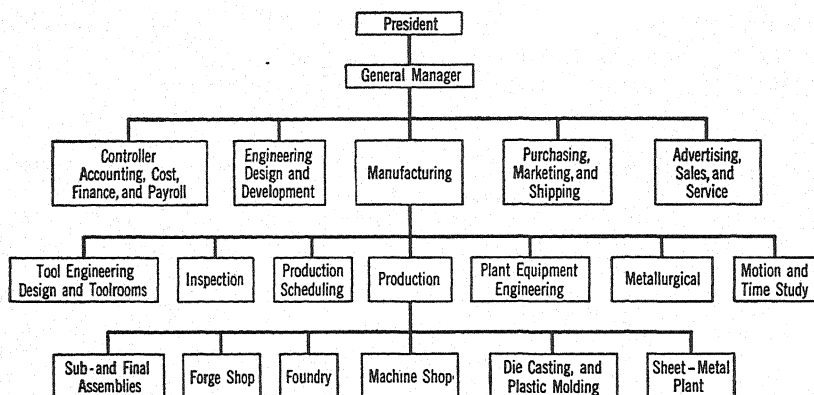 President
General Manager
Controller
Accounting, Cost,
Finance, and Payroll
Engineering
Design and
Development
Manufacturing
Purchasing,
Marketing, and
Shipping
Advertising,
Sales, and
Service
Tool Engineering
Design and Toolrooms
Inspection
Production
Scheduling
Production
Plant Equipment
Engineering
Metallurgical
Motion and
Time Study
Sub-and Final
Assemblies
Forge Shop
Foundry
Machine Shop
Die Casting, and
Plastic Molding
Sheet-Metal
Plant